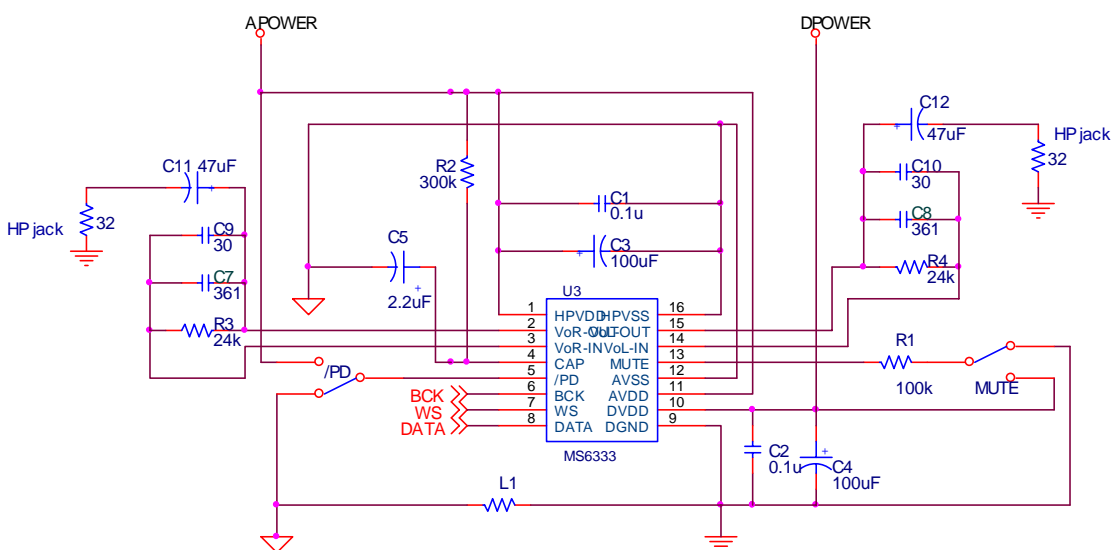 APOWER
DPOWER
C11 47uF
HP jack
32
C9
30
C7
361
R3
24k
R2
300k
C5
2.2uF
C1
0.1u
C3
100uF
C12
47uF
HP jack
32
C10
30
C8
361
R4
24k
U3
1 HPVDD HPVSS 16
2 VoR-OUT VoL-OUT 15
3 VoR-IN VoL-IN 14
4 CAP MUTE 13
5 /PD AVSS 12
6 BCK AVDD 11
7 WS DVDD 10
8 DATA DGND 9
MS6333
/PD
BCK
WS
DATA
R1
100k
MUTE
C2
0.1u
C4
100uF
L1
+
+
+
+
+